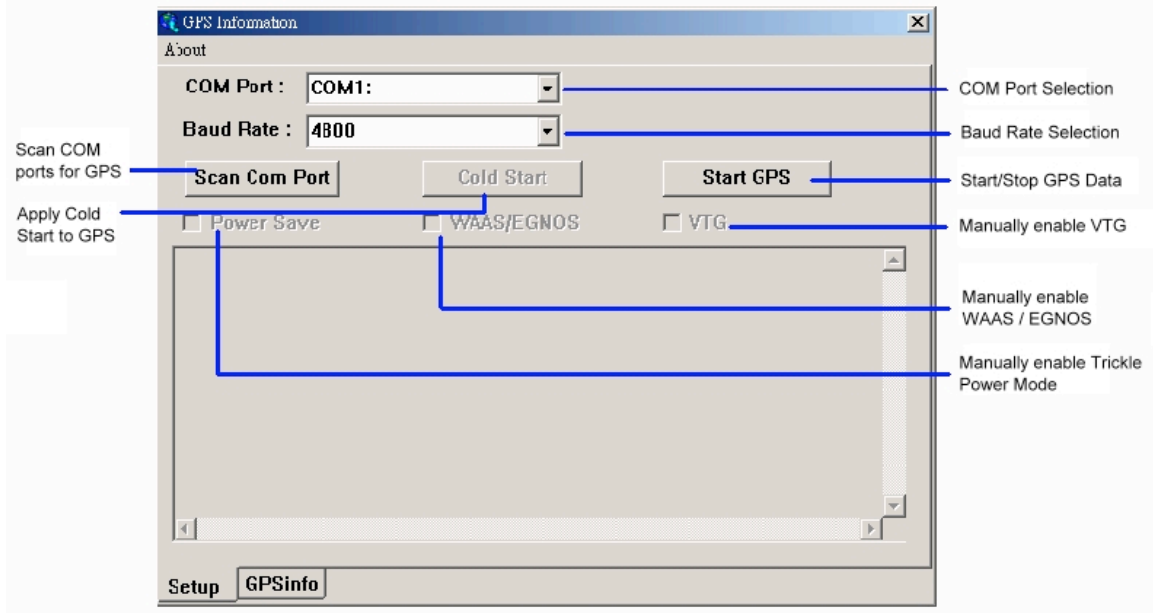 GPS Information
About
COM Port : COM1:
COM Port Selection
Baud Rate : 4800
Baud Rate Selection
Scan COM
ports for GPS
Scan Com Port
Cold Start
Start GPS
Start/Stop GPS Data
Apply Cold
Start to GPS
Power Save
WAAS/EGNOS
VTG
Manually enable VTG
Manually enable
WAAS / EGNOS
Manually enable Trickle
Power Mode
Setup
GPSinfo